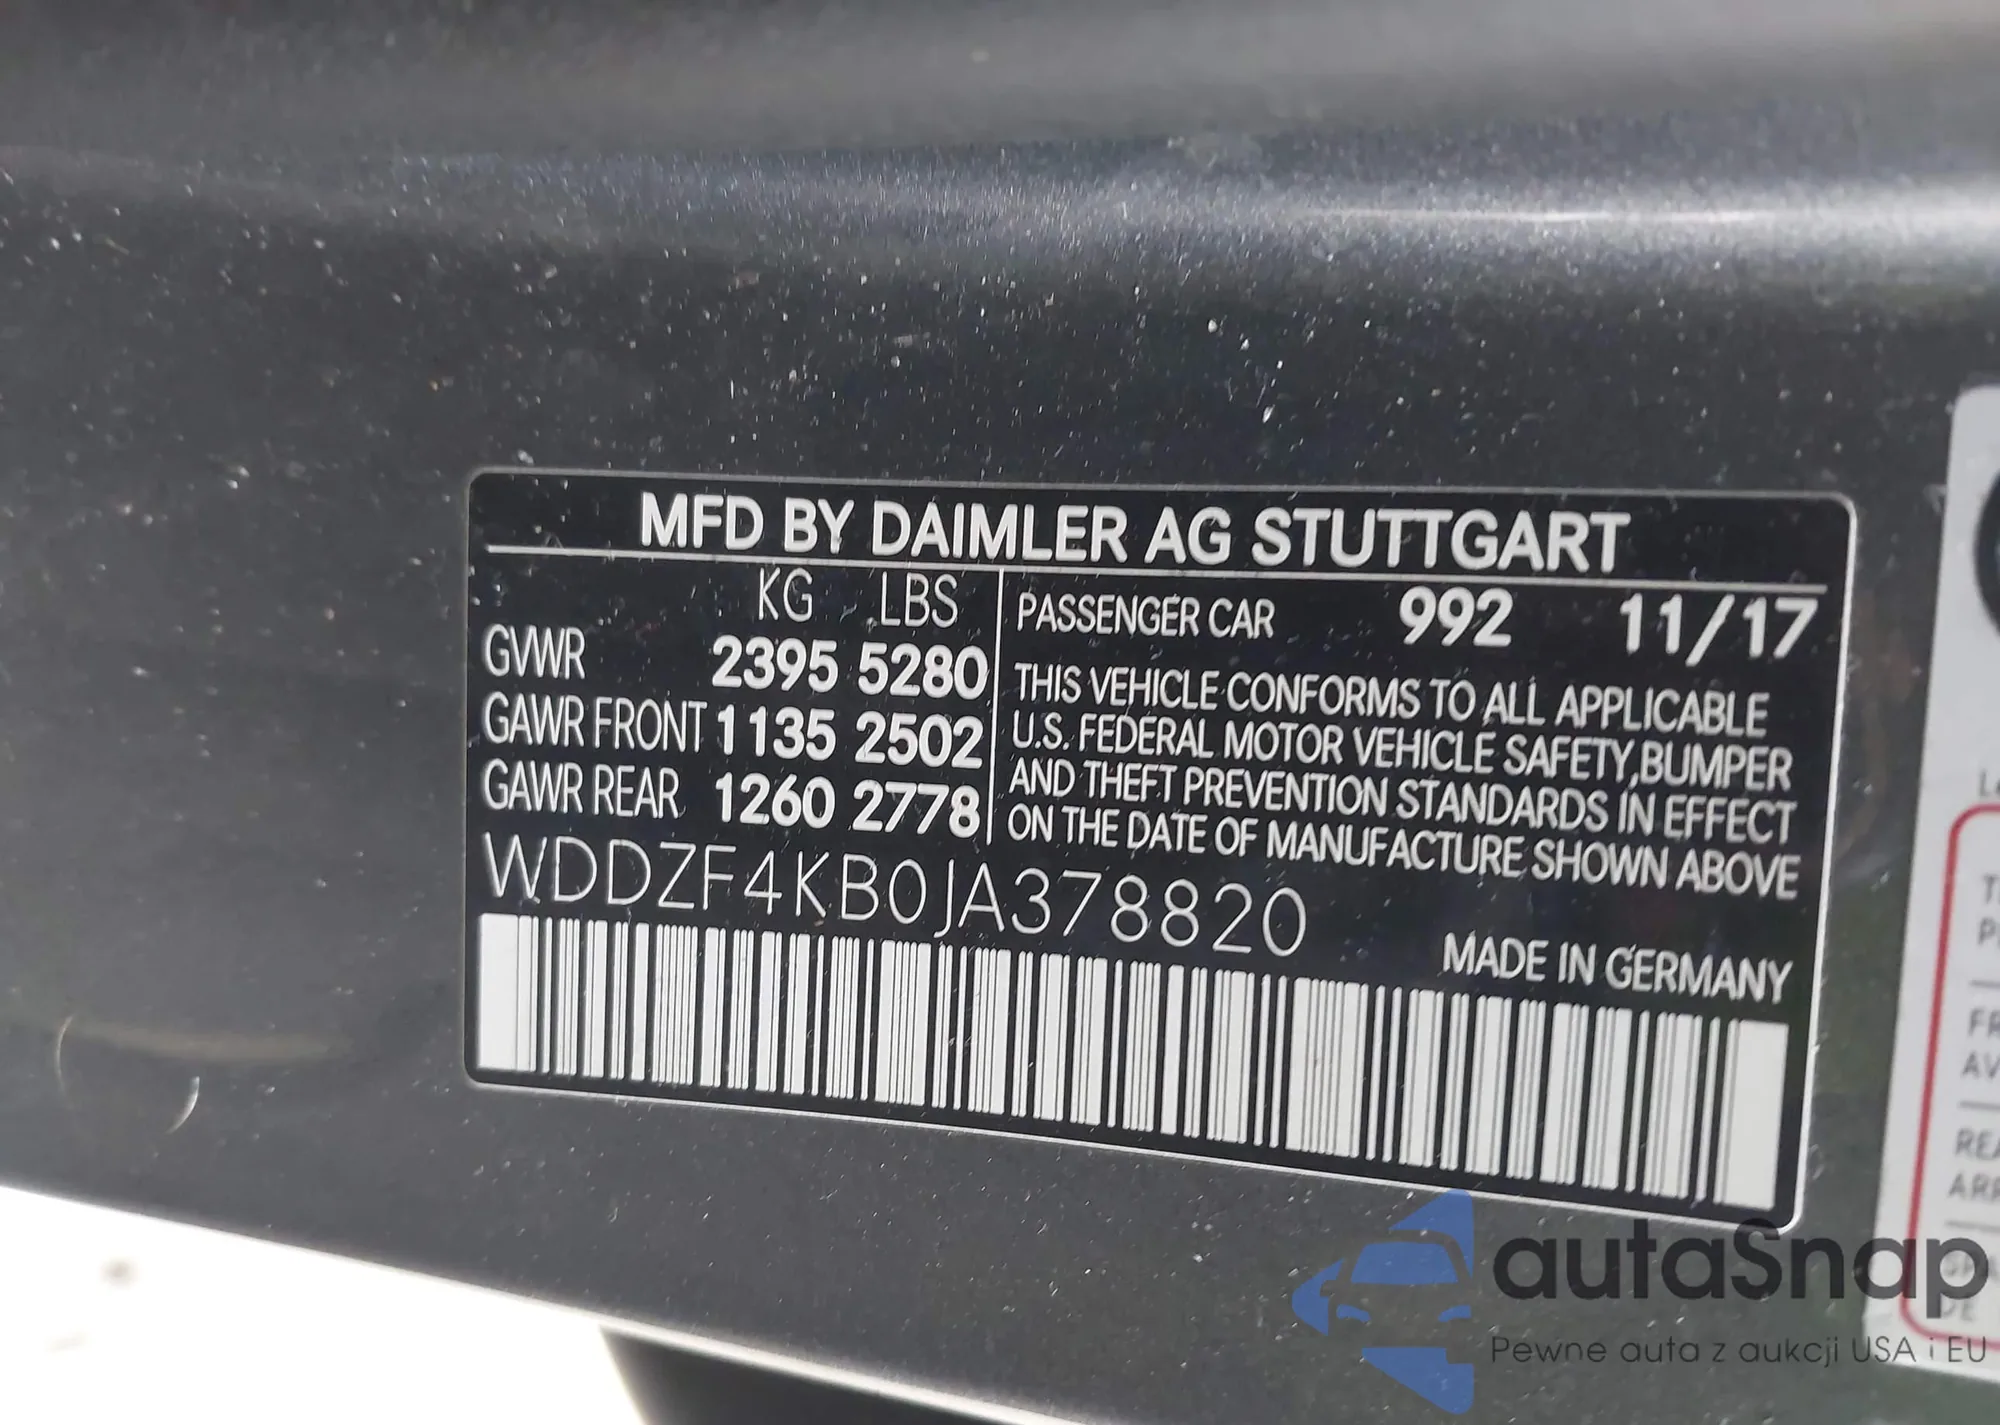 MFD BY DAIMLER AG STUTTGART
KG LBS
GVWR 2395 5280
GAWR FRONT 1135 2502
GAWR REAR 1260 2778
PASSENGER CAR 992 11/17
THIS VEHICLE CONFORMS TO ALL APPLICABLE
U.S. FEDERAL MOTOR VEHICLE SAFETY,BUMPER
AND THEFT PREVENTION STANDARDS IN EFFECT
ON THE DATE OF MANUFACTURE SHOWN ABOVE
WDDZF4KB0JA378820
MADE IN GERMANY
autaSnap
Pewne auta z aukcji USA i EU